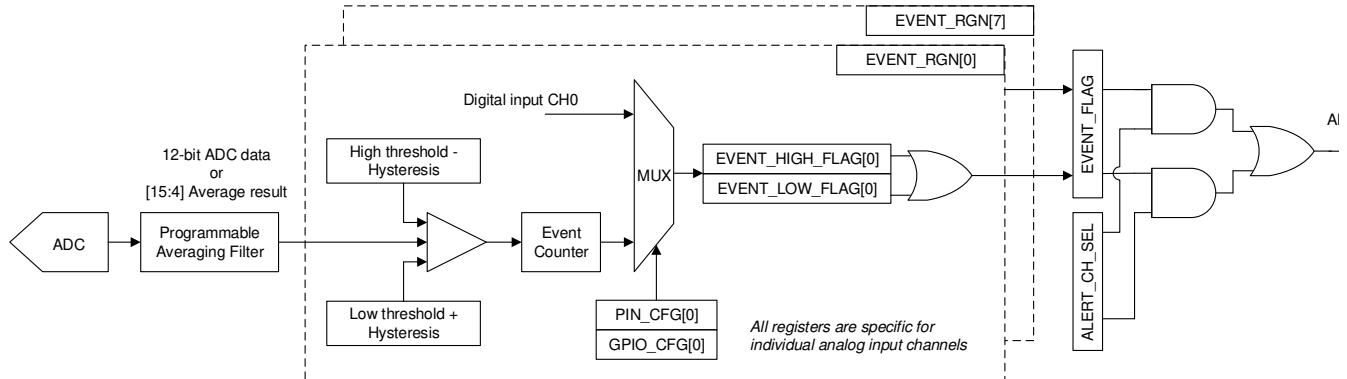 EVENT_RGN[7]
EVENT_RGN[0]
Digital input CH0
12-bit ADC data
or
[15:4] Average result
High threshold -
Hysteresis
MUX
EVENT_HIGH_FLAG[0]
EVENT_LOW_FLAG[0]
EVENT_FLAG
ADC
Programmable
Averaging Filter
Event
Counter
ALERT_CH_SEL
Low threshold +
Hysteresis
PIN_CFG[0]
GPIO_CFG[0]
All registers are specific for
individual analog input channels